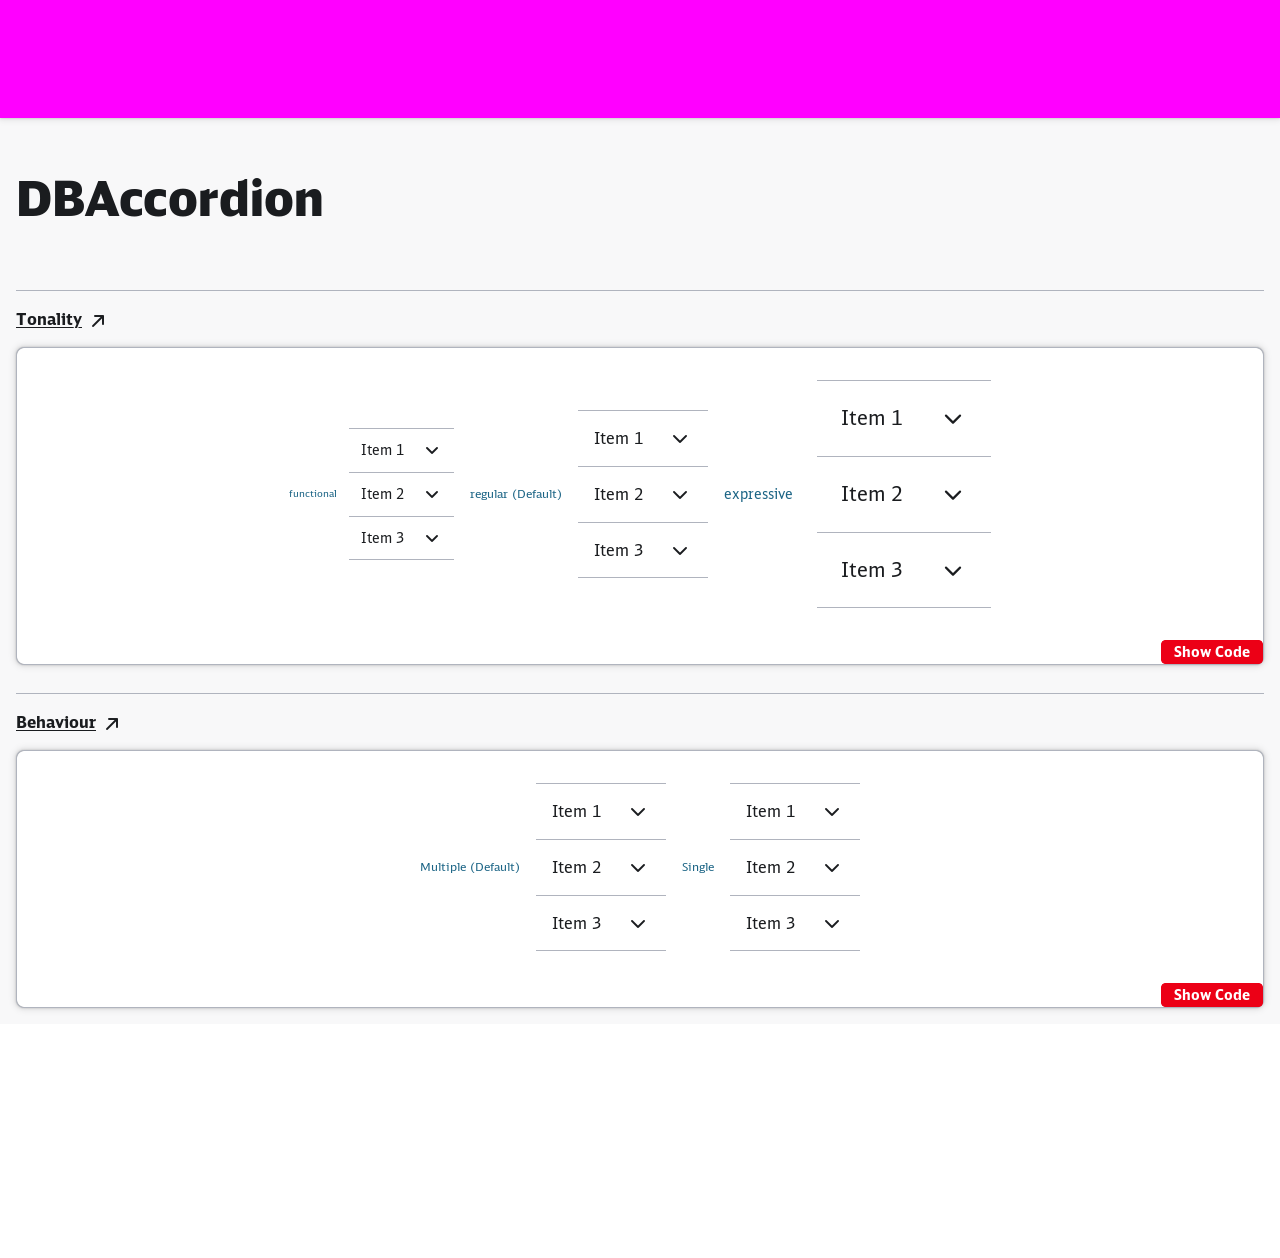 DBAccordion
Tonality
functional
Item 1
Item 2
Item 3
regular (Default)
Item 1
Item 2
Item 3
expressive
Item 1
Item 2
Item 3
Show Code
Behaviour
Multiple (Default)
Item 1
Item 2
Item 3
Single
Item 1
Item 2
Item 3
Show Code